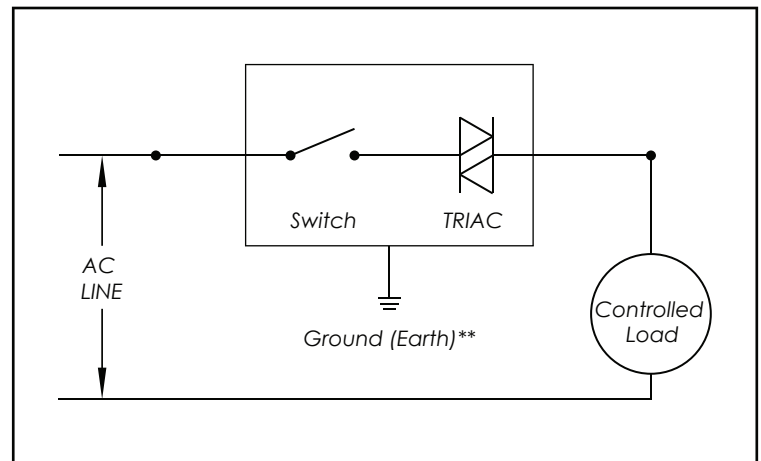 Switch
TRIAC
AC
LINE
Ground (Earth)**
Controlled
Load